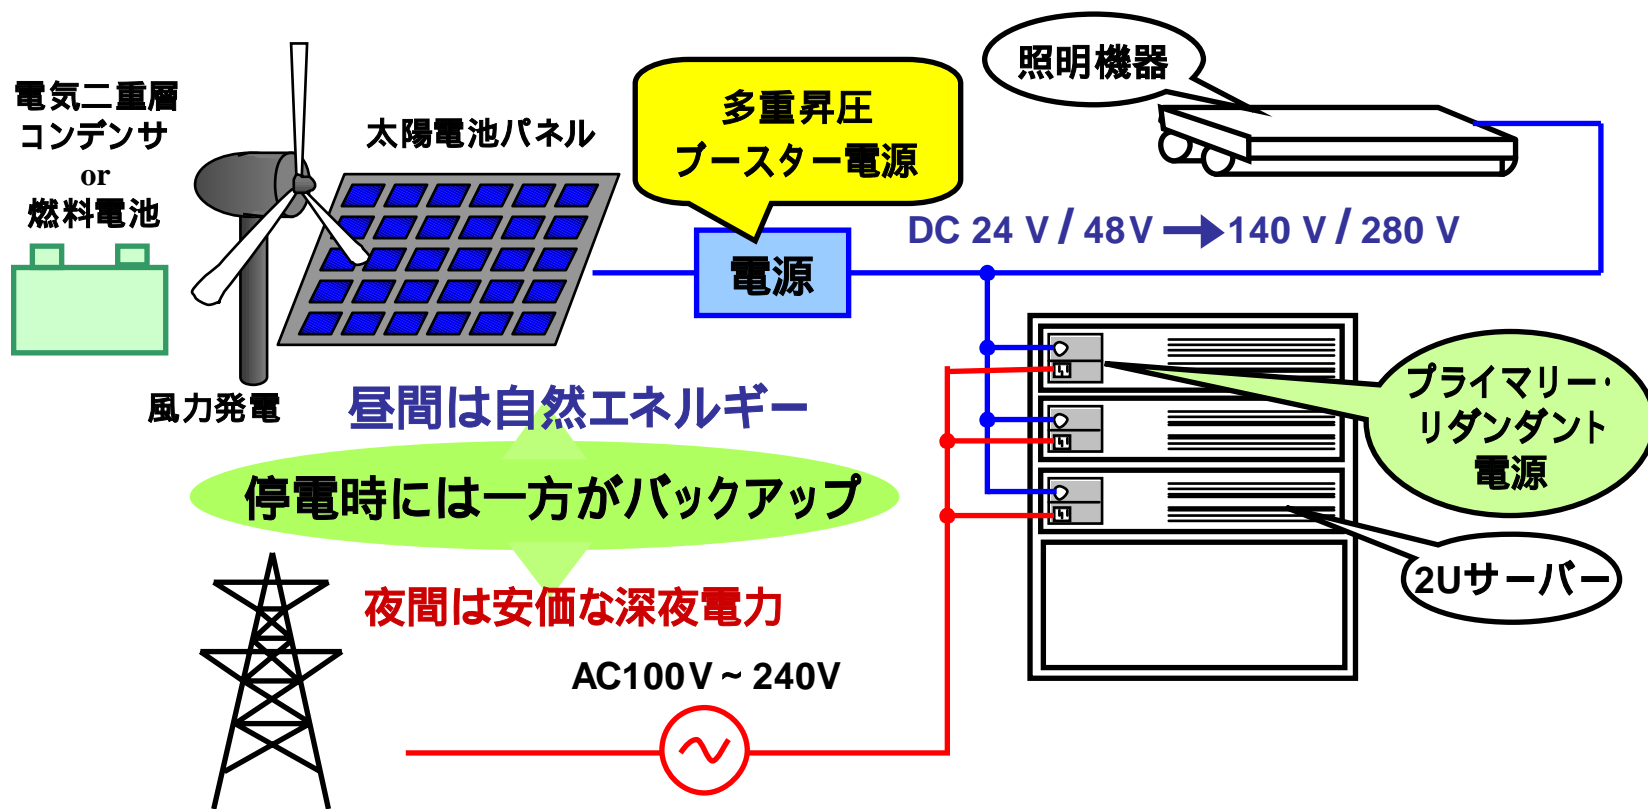 電気二重層
コンデンサ
or
燃料電池
太陽電池パネル
風力発電
多重昇圧
ブースター電源
電源
照明機器
DC 24 V / 48V → 140 V / 280 V
昼間は自然エネルギー
停電時には一方がバックアップ
夜間は安価な深夜電力
AC100V ~ 240V
プライマリー・
リダンダント
電源
2Uサーバー